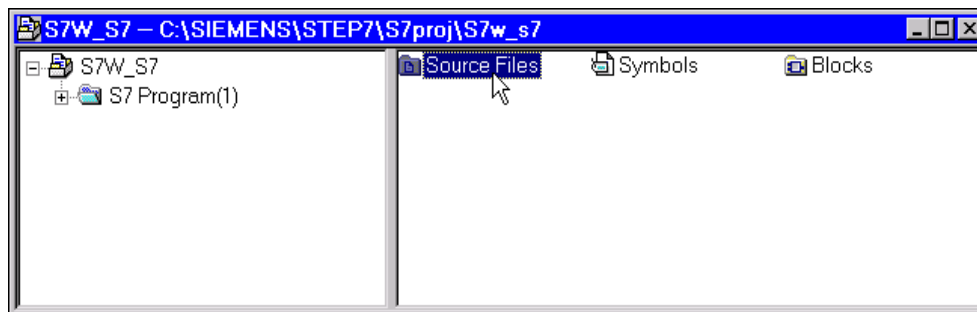 S7W_S7 – C:\SIEMENS\STEP7\S7proj\S7w_s7
S7W_S7
S7 Program(1)
Source Files
Symbols
Blocks